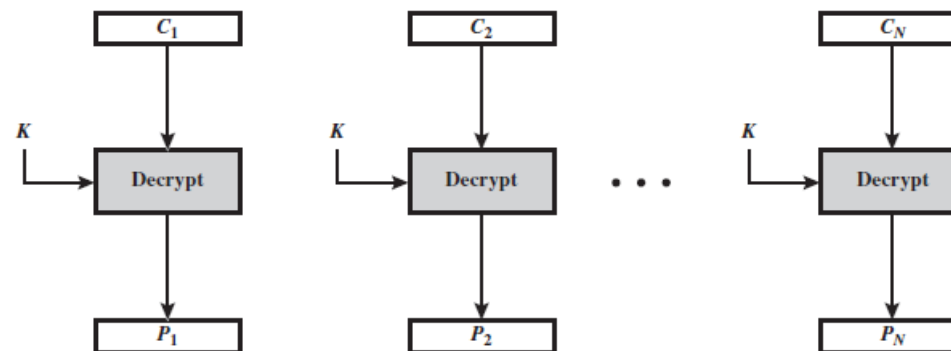 C1 C2 CN
K K K
Decrypt Decrypt • • • Decrypt
P1 P2 PN